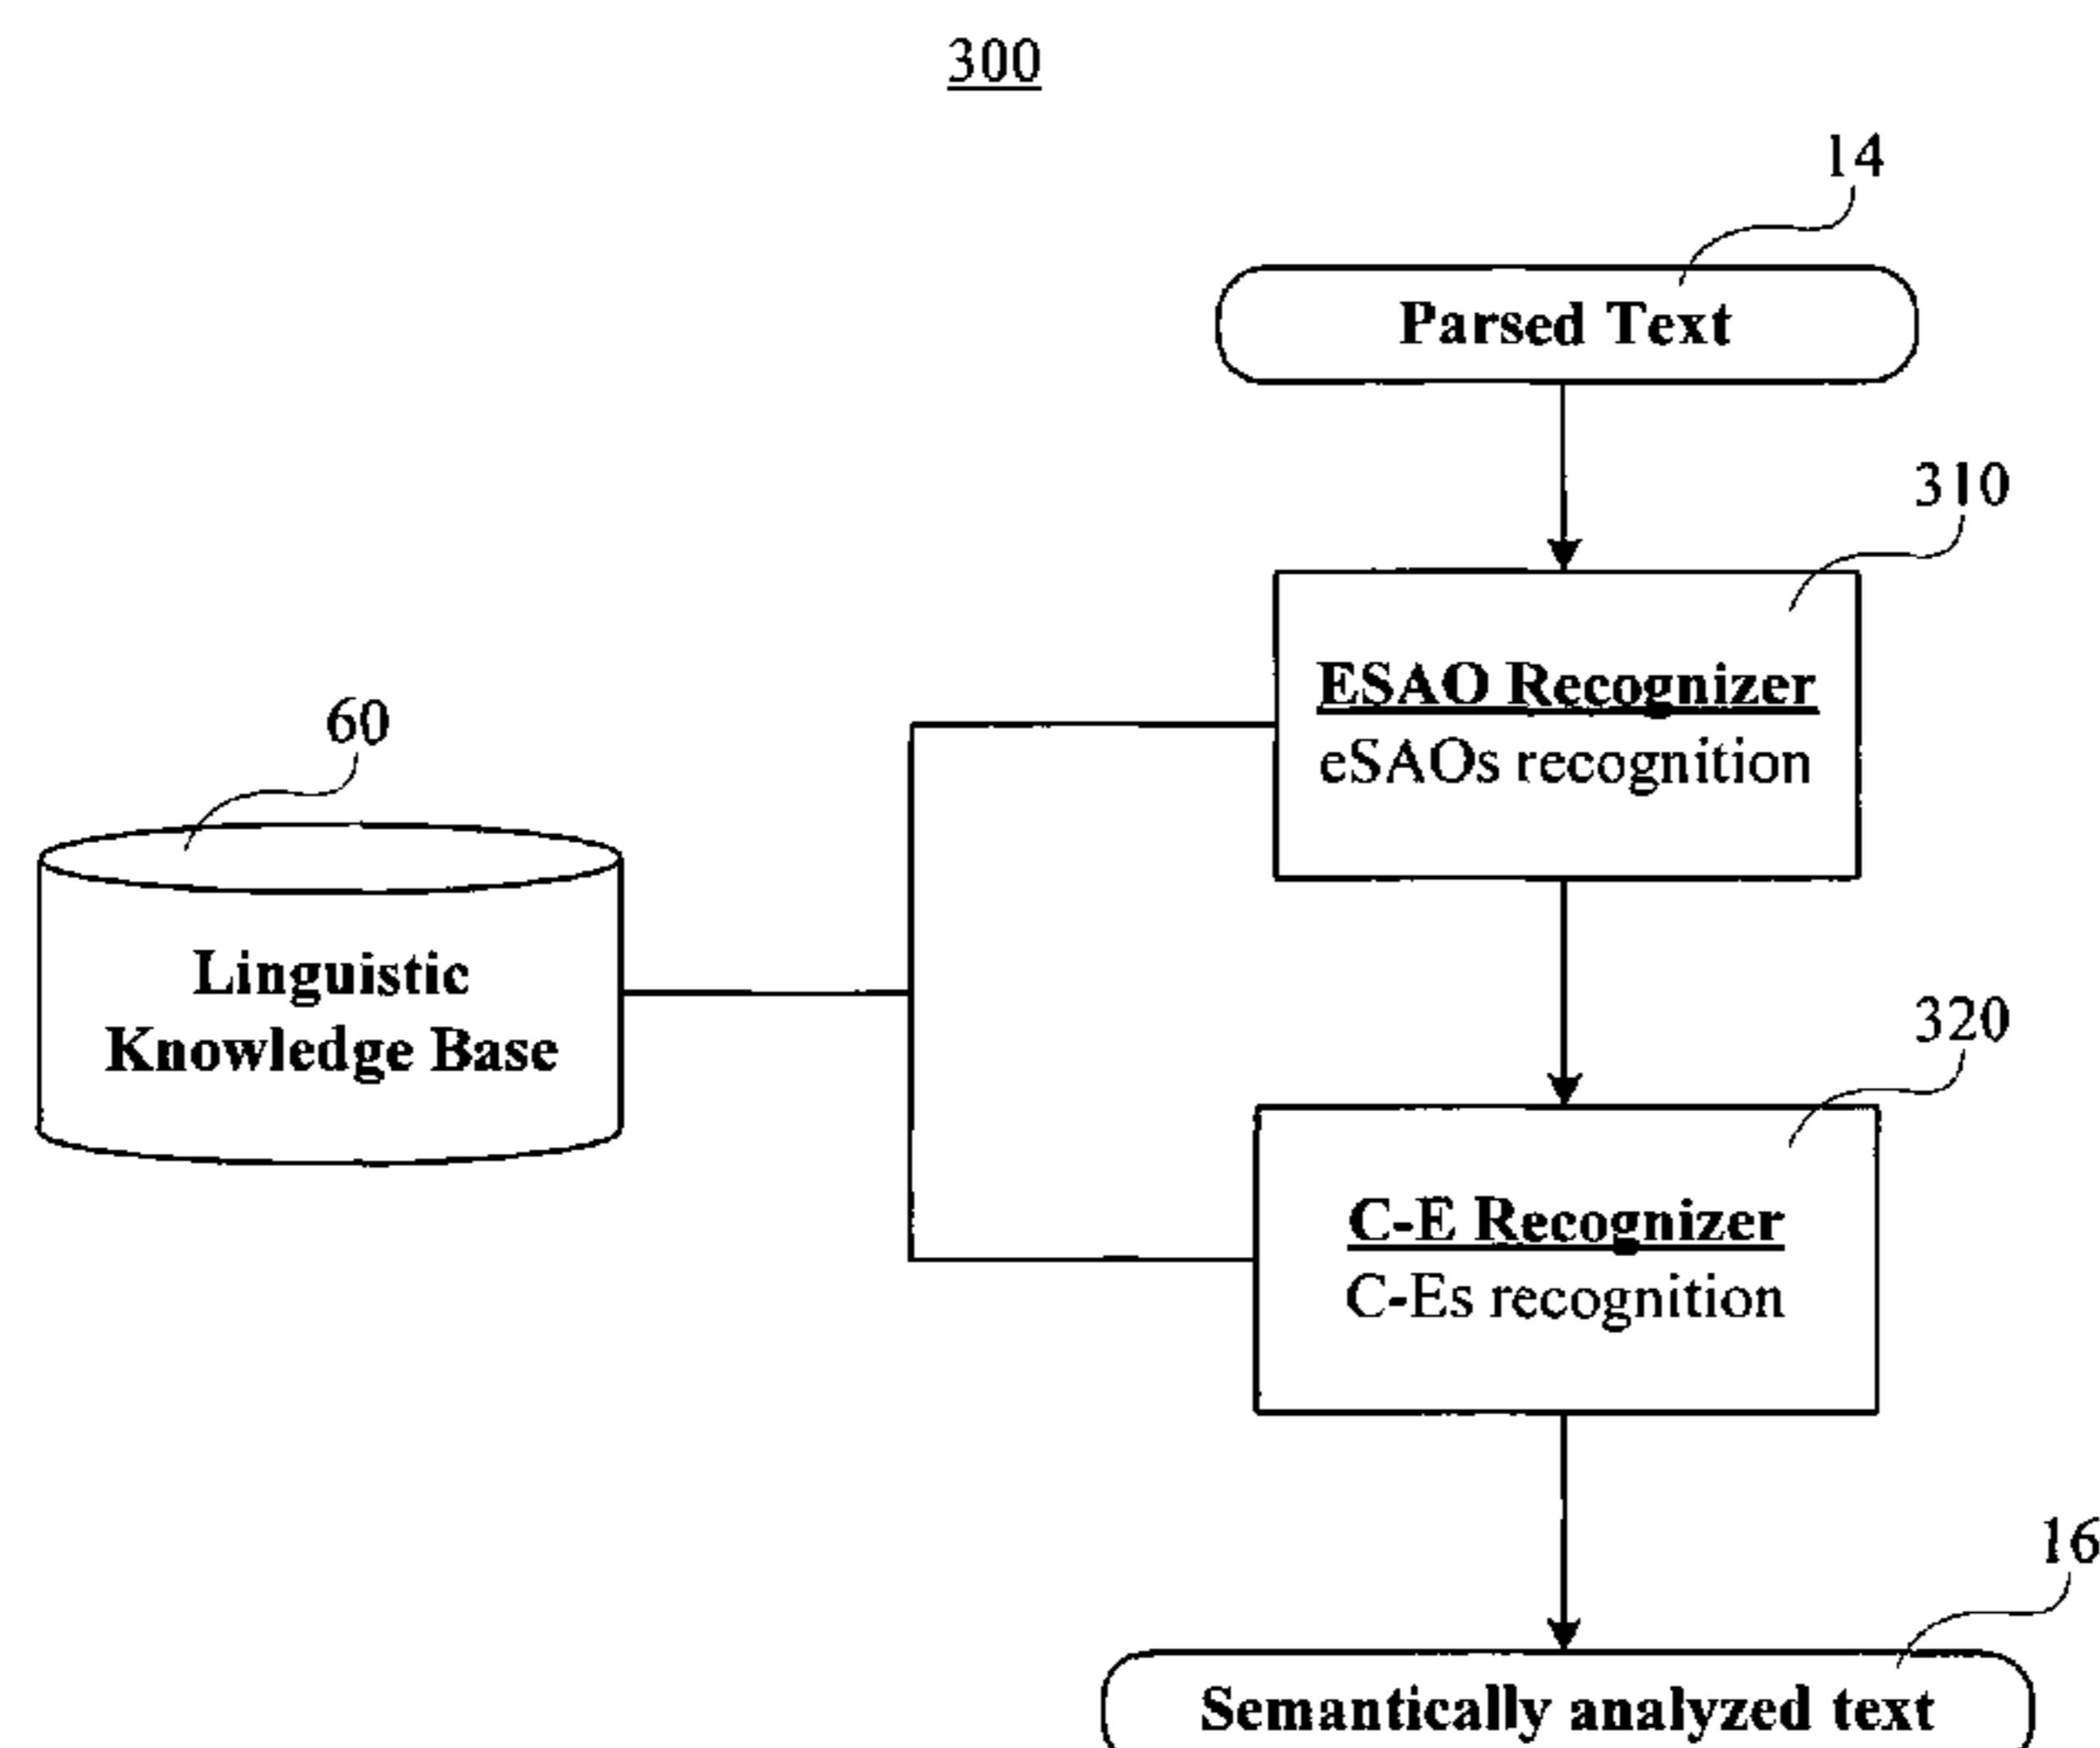 300
14
Parsed Text
310
ESAO Recognizer
eSAOs recognition
60
Linguistic
Knowledge Base
320
C-E Recognizer
C-Es recognition
16
Semantically analyzed text